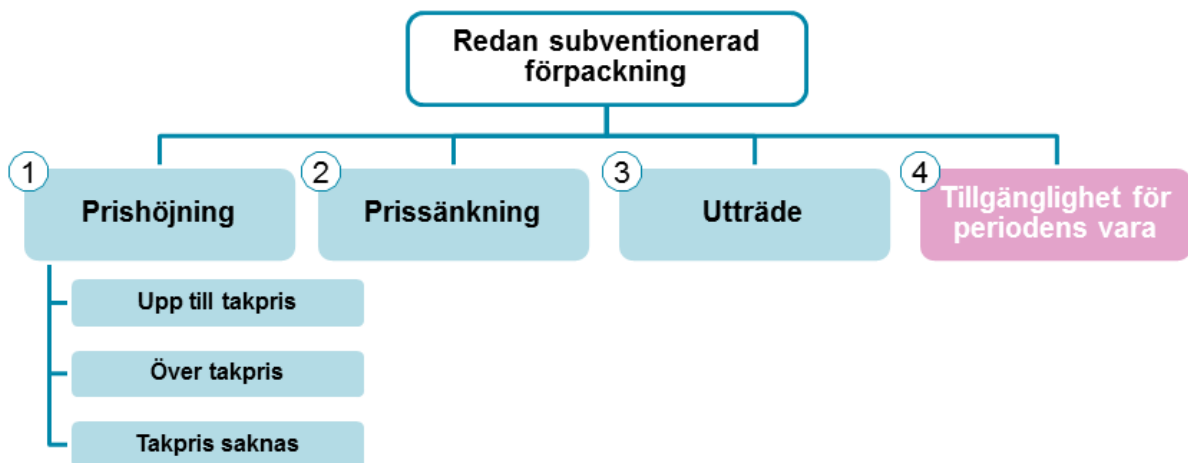 Redan subventionerad
förpackning
1
Prishöjning
2
Prissänkning
3
Utträde
4
Tillgänglighet för
periodens vara
Upp till takpris
Över takpris
Takpris saknas